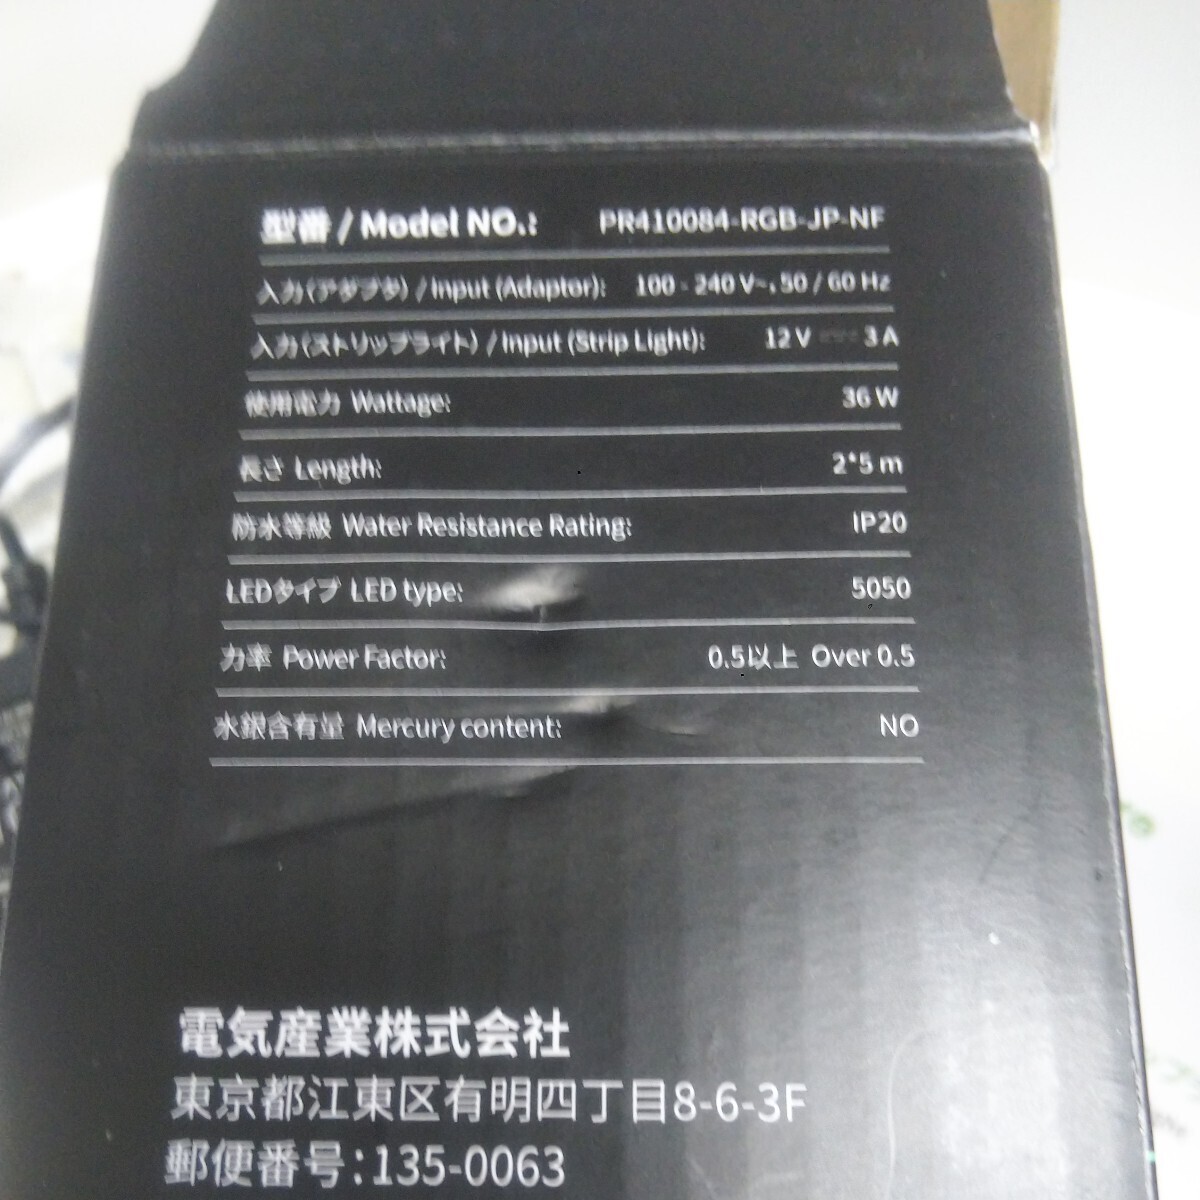 型番 / Model NO.: PR410084-RGB-JP-NF
入力(アダプタ) / Input (Adaptor): 100 - 240 V~, 50 / 60 Hz
入力(ストリップライト) / Input (Strip Light): 12 V ⎓ 3 A
使用電力 Wattage: 36 W
長さ Length: 2*5 m
防水等級 Water Resistance Rating: IP20
LEDタイプ LED type: 5050
力率 Power Factor: 0.5以上 Over 0.5
水銀含有量 Mercury content: NO
電気産業株式会社
東京都江東区有明四丁目8-6-3F
郵便番号:135-0063